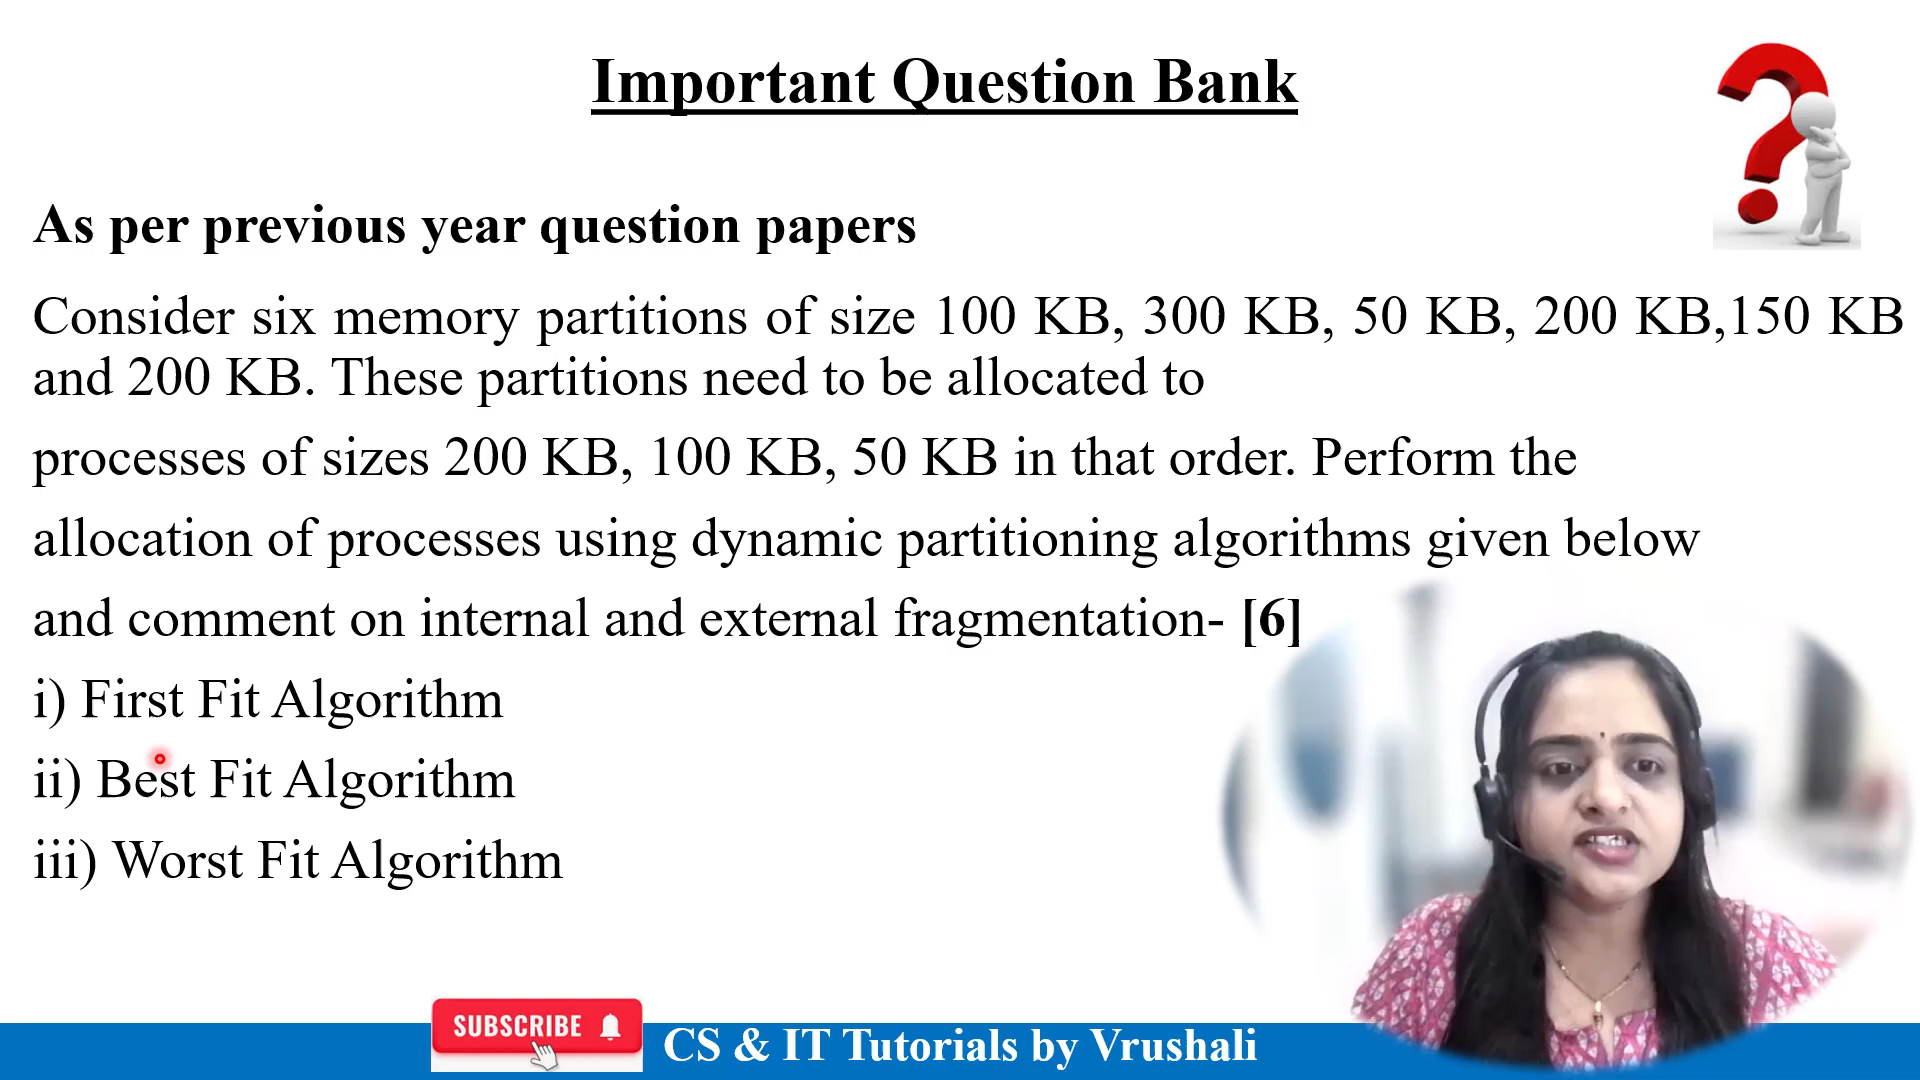 Important Question Bank
As per previous year question papers
Consider six memory partitions of size 100 KB, 300 KB, 50 KB, 200 KB,150 KB
and 200 KB. These partitions need to be allocated to
processes of sizes 200 KB, 100 KB, 50 KB in that order. Perform the
allocation of processes using dynamic partitioning algorithms given below
and comment on internal and external fragmentation- [6]
i) First Fit Algorithm
ii) Best Fit Algorithm
iii) Worst Fit Algorithm
SUBSCRIBE
CS & IT Tutorials by Vrushali